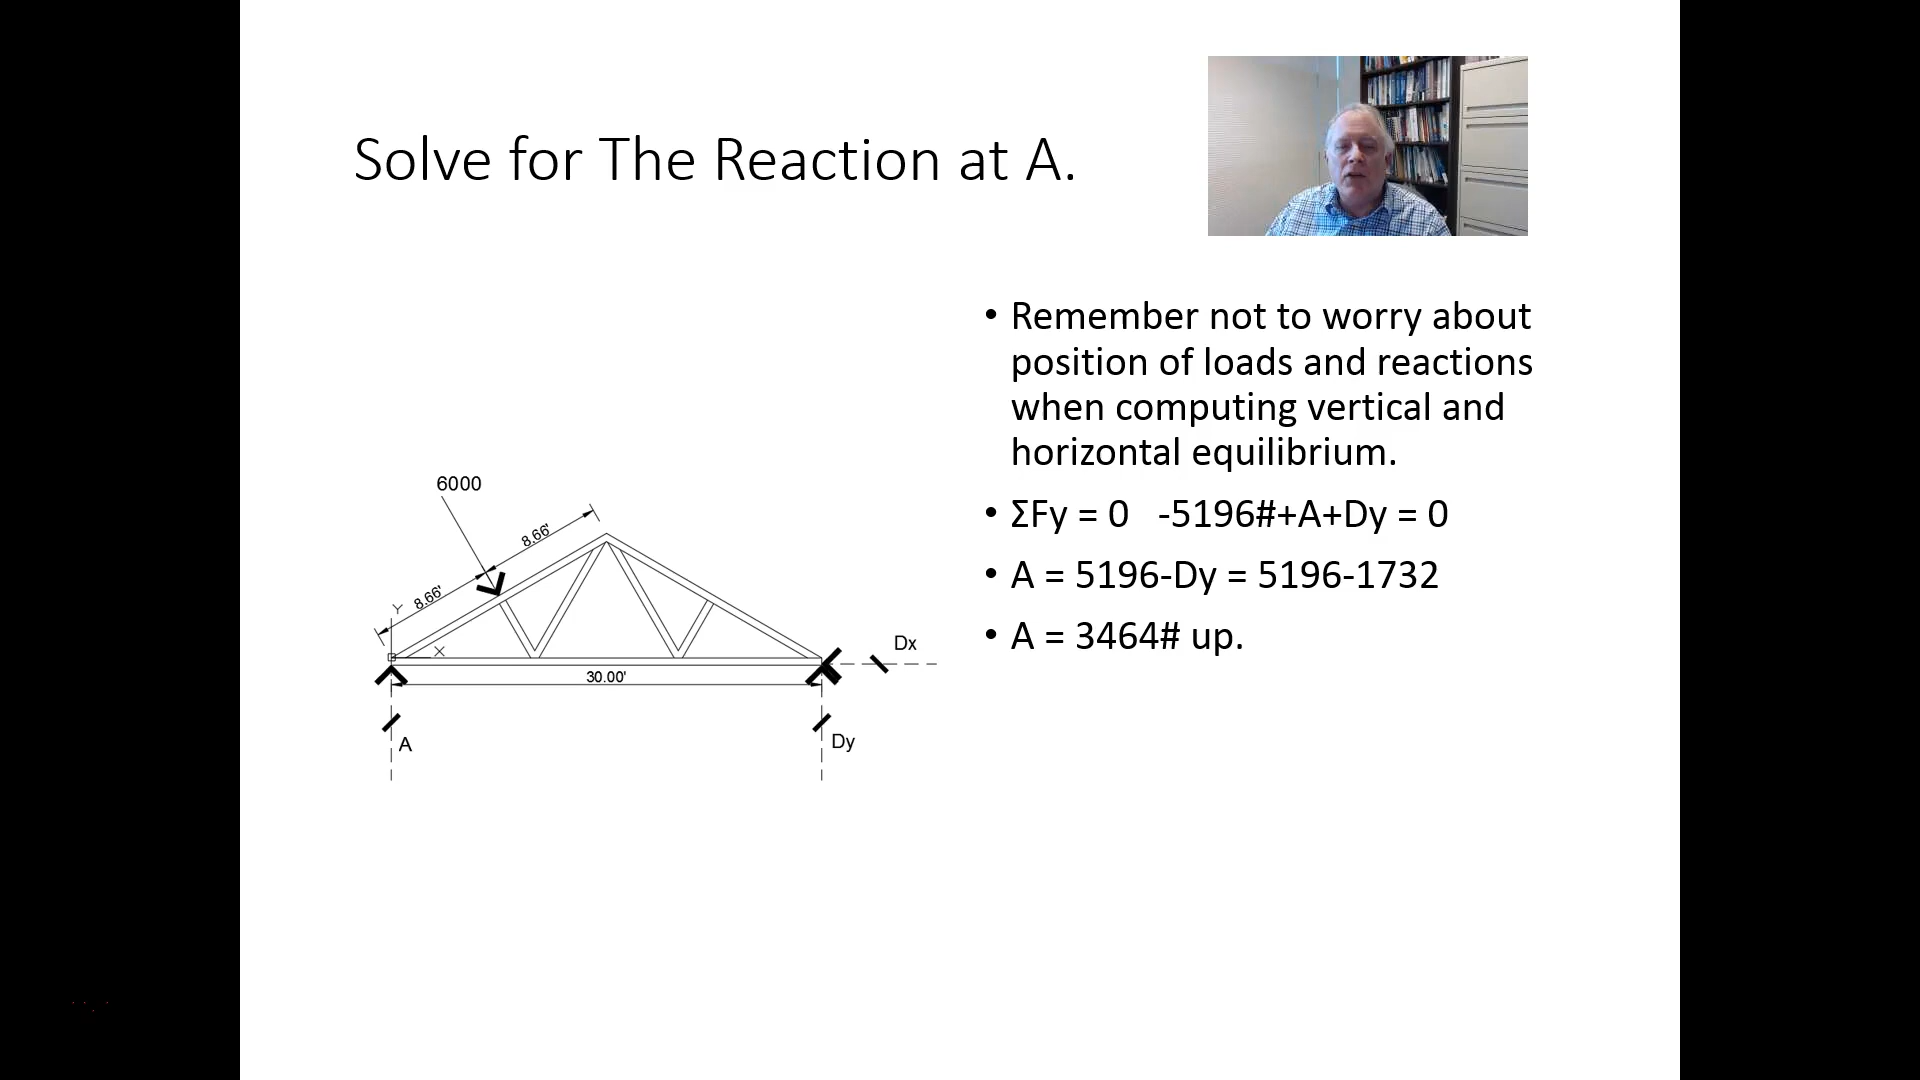 Solve for The Reaction at A.
• Remember not to worry about
position of loads and reactions
when computing vertical and
horizontal equilibrium.
• ΣFy = 0 -5196#+A+Dy = 0
• A = 5196-Dy = 5196-1732
• A = 3464# up.
6000
8.66'
8.66'
Y
X
30.00'
Dx
A
Dy